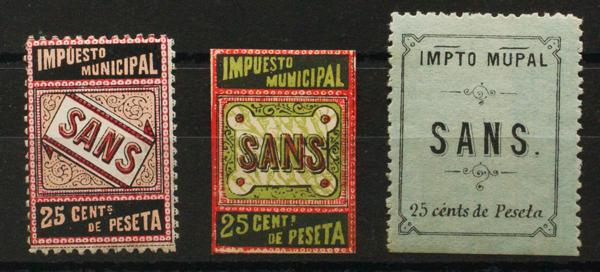 IMPUESTO
MUNICIPAL
SANS
25 CENTS
DE PESETA
IMPUESTO
MUNICIPAL
SANS
25 CENTS
DE PESETA
IMPTO MUPAL
SANS.
25 cénts de Peseta